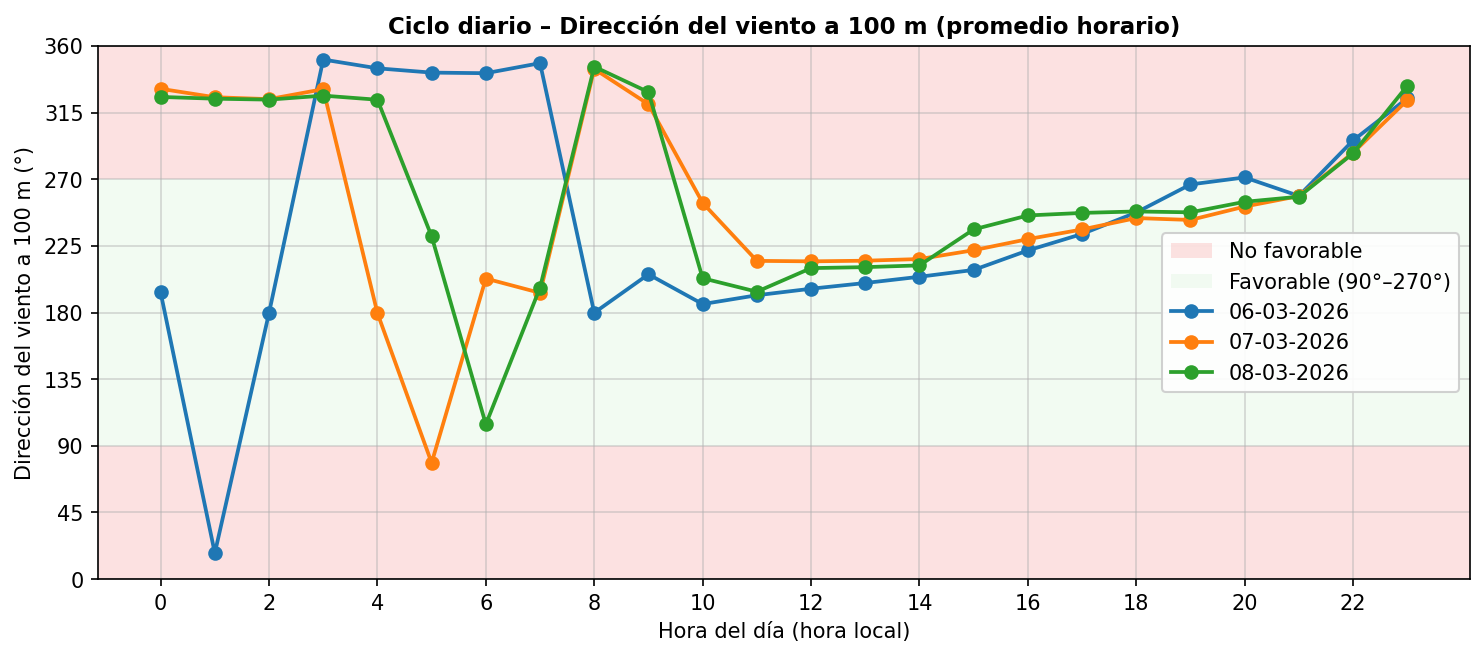 Ciclo diario – Dirección del viento a 100 m (promedio horario)
Dirección del viento a 100 m (°)
360
315
270
225
180
135
90
45
0
No favorable
Favorable (90°–270°)
06-03-2026
07-03-2026
08-03-2026
0 2 4 6 8 10 12 14 16 18 20 22
Hora del día (hora local)